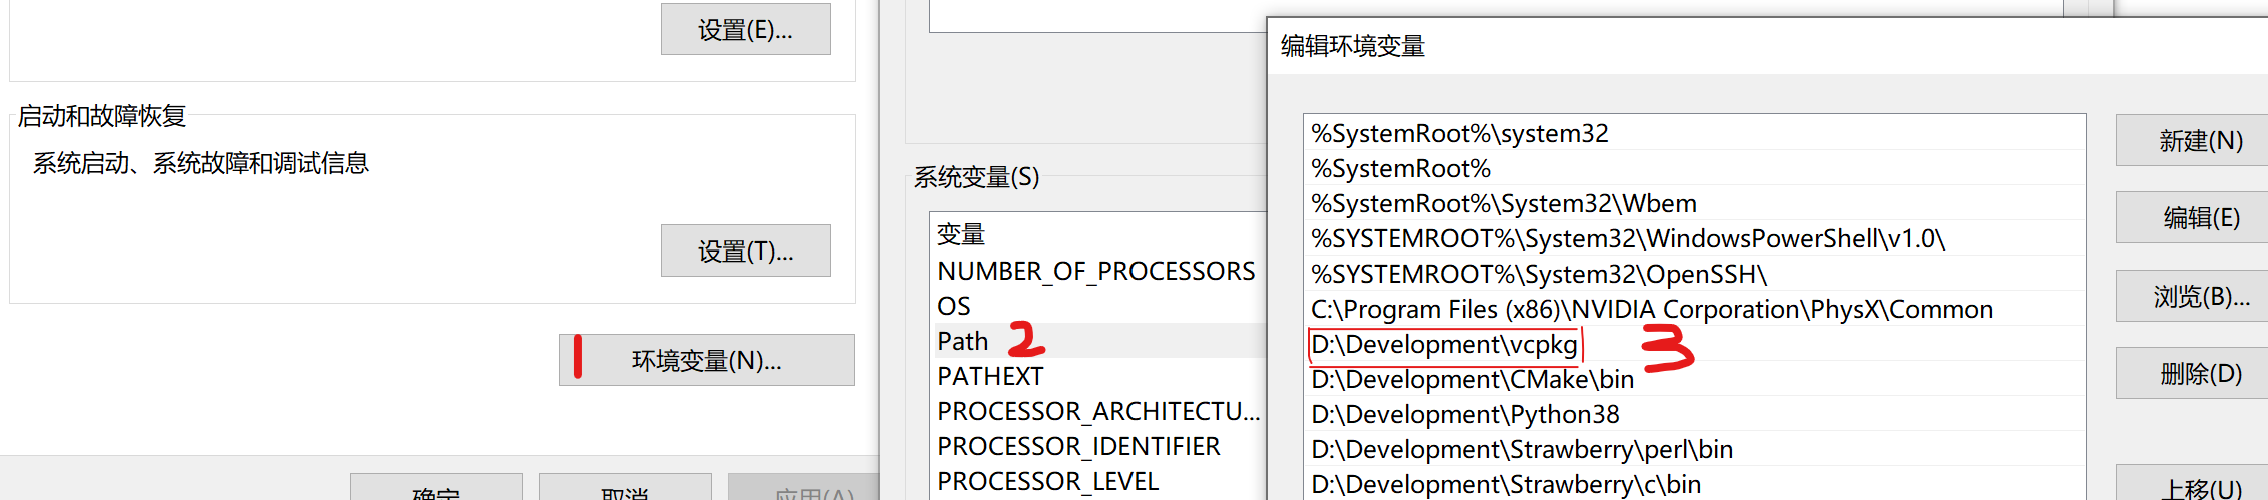 设置(E)...
启动和故障恢复
系统启动、系统故障和调试信息
设置(T)...
1
环境变量(N)...
确定
取消
应用(A)
系统变量(S)
变量
NUMBER_OF_PROCESSORS
OS
Path 2
PATHEXT
PROCESSOR_ARCHITECTU...
PROCESSOR_IDENTIFIER
PROCESSOR_LEVEL
编辑环境变量
%SystemRoot%\system32
%SystemRoot%
%SystemRoot%\System32\Wbem
%SYSTEMROOT%\System32\WindowsPowerShell\v1.0\
%SYSTEMROOT%\System32\OpenSSH\
C:\Program Files (x86)\NVIDIA Corporation\PhysX\Common
D:\Development\vcpkg 3
D:\Development\CMake\bin
D:\Development\Python38
D:\Development\Strawberry\perl\bin
D:\Development\Strawberry\c\bin
新建(N)
编辑(E)
浏览(B)...
删除(D)
上移(U)